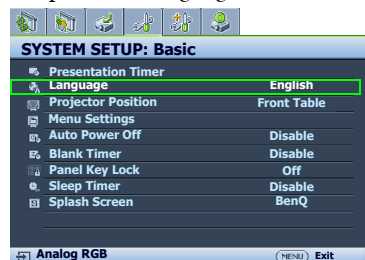 SYSTEM SETUP: Basic
Presentation Timer
Language English
Projector Position Front Table
Menu Settings
Auto Power Off Disable
Blank Timer Disable
Panel Key Lock Off
Sleep Timer Disable
Splash Screen BenQ
Analog RGB MENU Exit